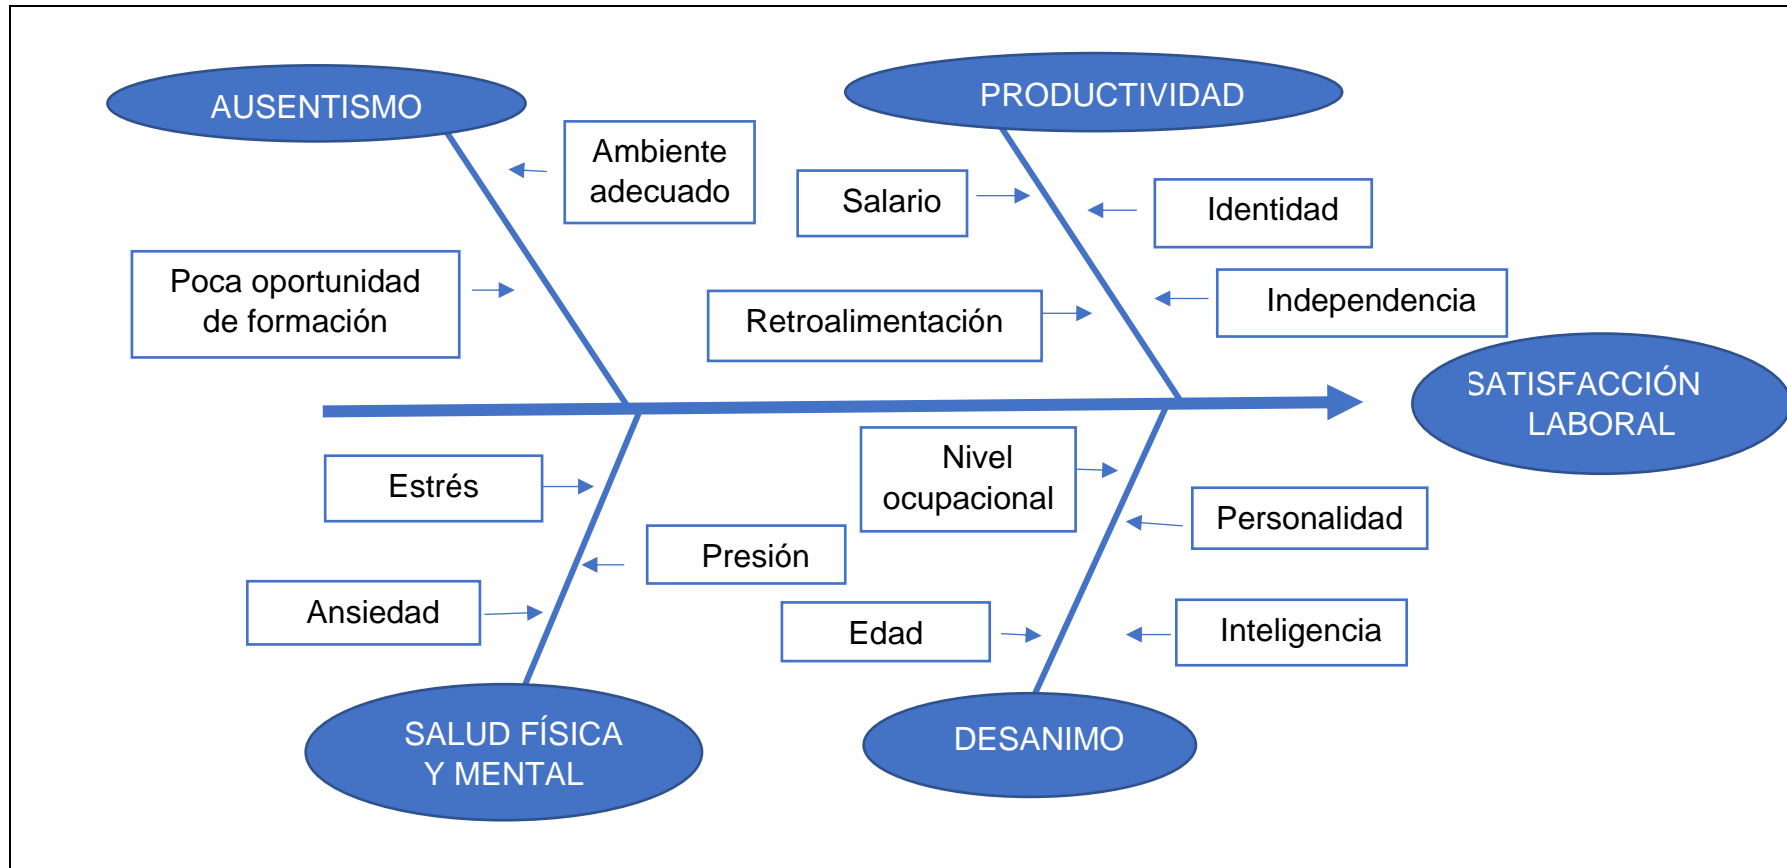 AUSENTISMO
PRODUCTIVIDAD
Ambiente
adecuado
Salario
Identidad
Poca oportunidad
de formación
Retroalimentación
Independencia
SATISFACCIÓN
LABORAL
Estrés
Nivel
ocupacional
Personalidad
Presión
Ansiedad
Edad
Inteligencia
SALUD FÍSICA
Y MENTAL
DESANIMO